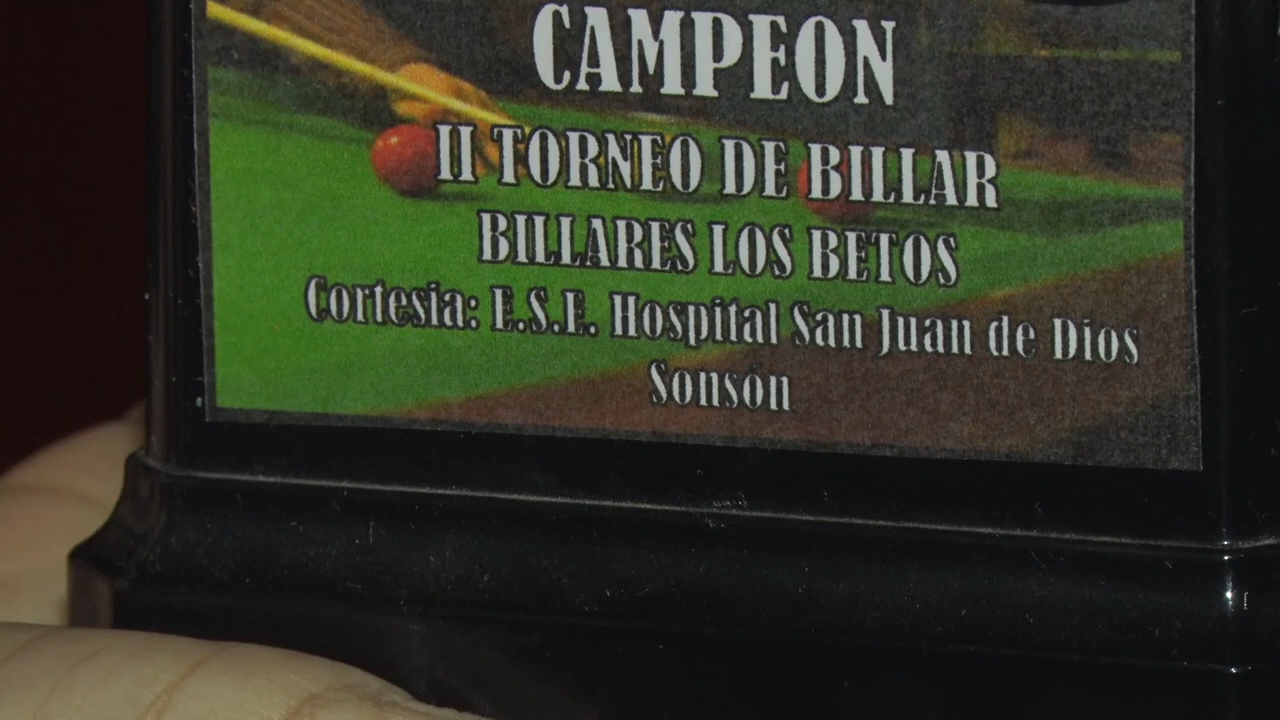 CAMPEON
II TORNEO DE BILLAR
BILLARES LOS BETOS
Cortesia: E.S.E. Hospital San Juan de Dios
Sonsón